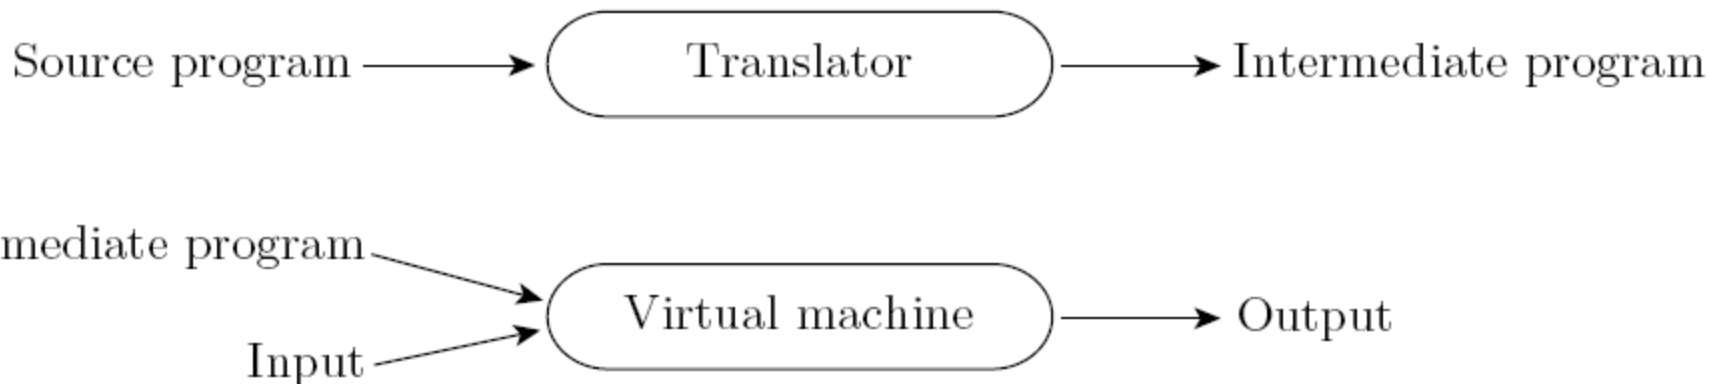 Source program
Translator
Intermediate program
mediate program
Virtual machine
Output
Input